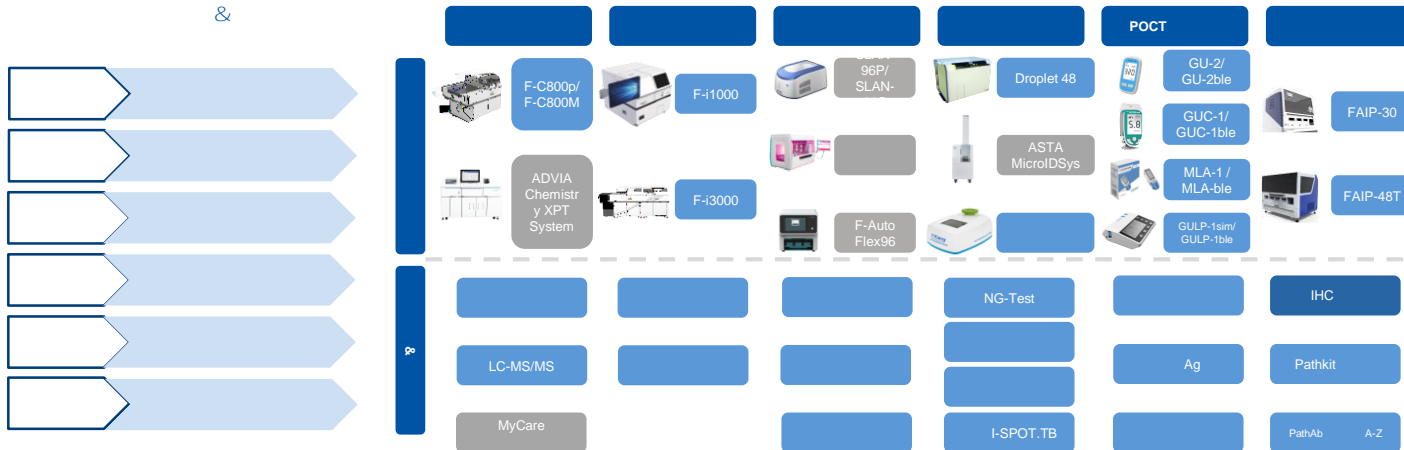 &
POCT
F-C800p/
F-C800M
F-i1000
96P/
SLAN-
Droplet 48
GU-2/
GU-2ble
FAIP-30
GUC-1/
GUC-1ble
5.8
ADVIA
Chemistr
y XPT
System
F-i3000
ASTA
MicroIDSys
MLA-1 /
MLA-ble
FAIP-48T
F-Auto
Flex96
GULP-1sim/
GULP-1ble
&
NG-Test
IHC
LC-MS/MS
Ag
Pathkit
MyCare
I-SPOT.TB
PathAb A-Z